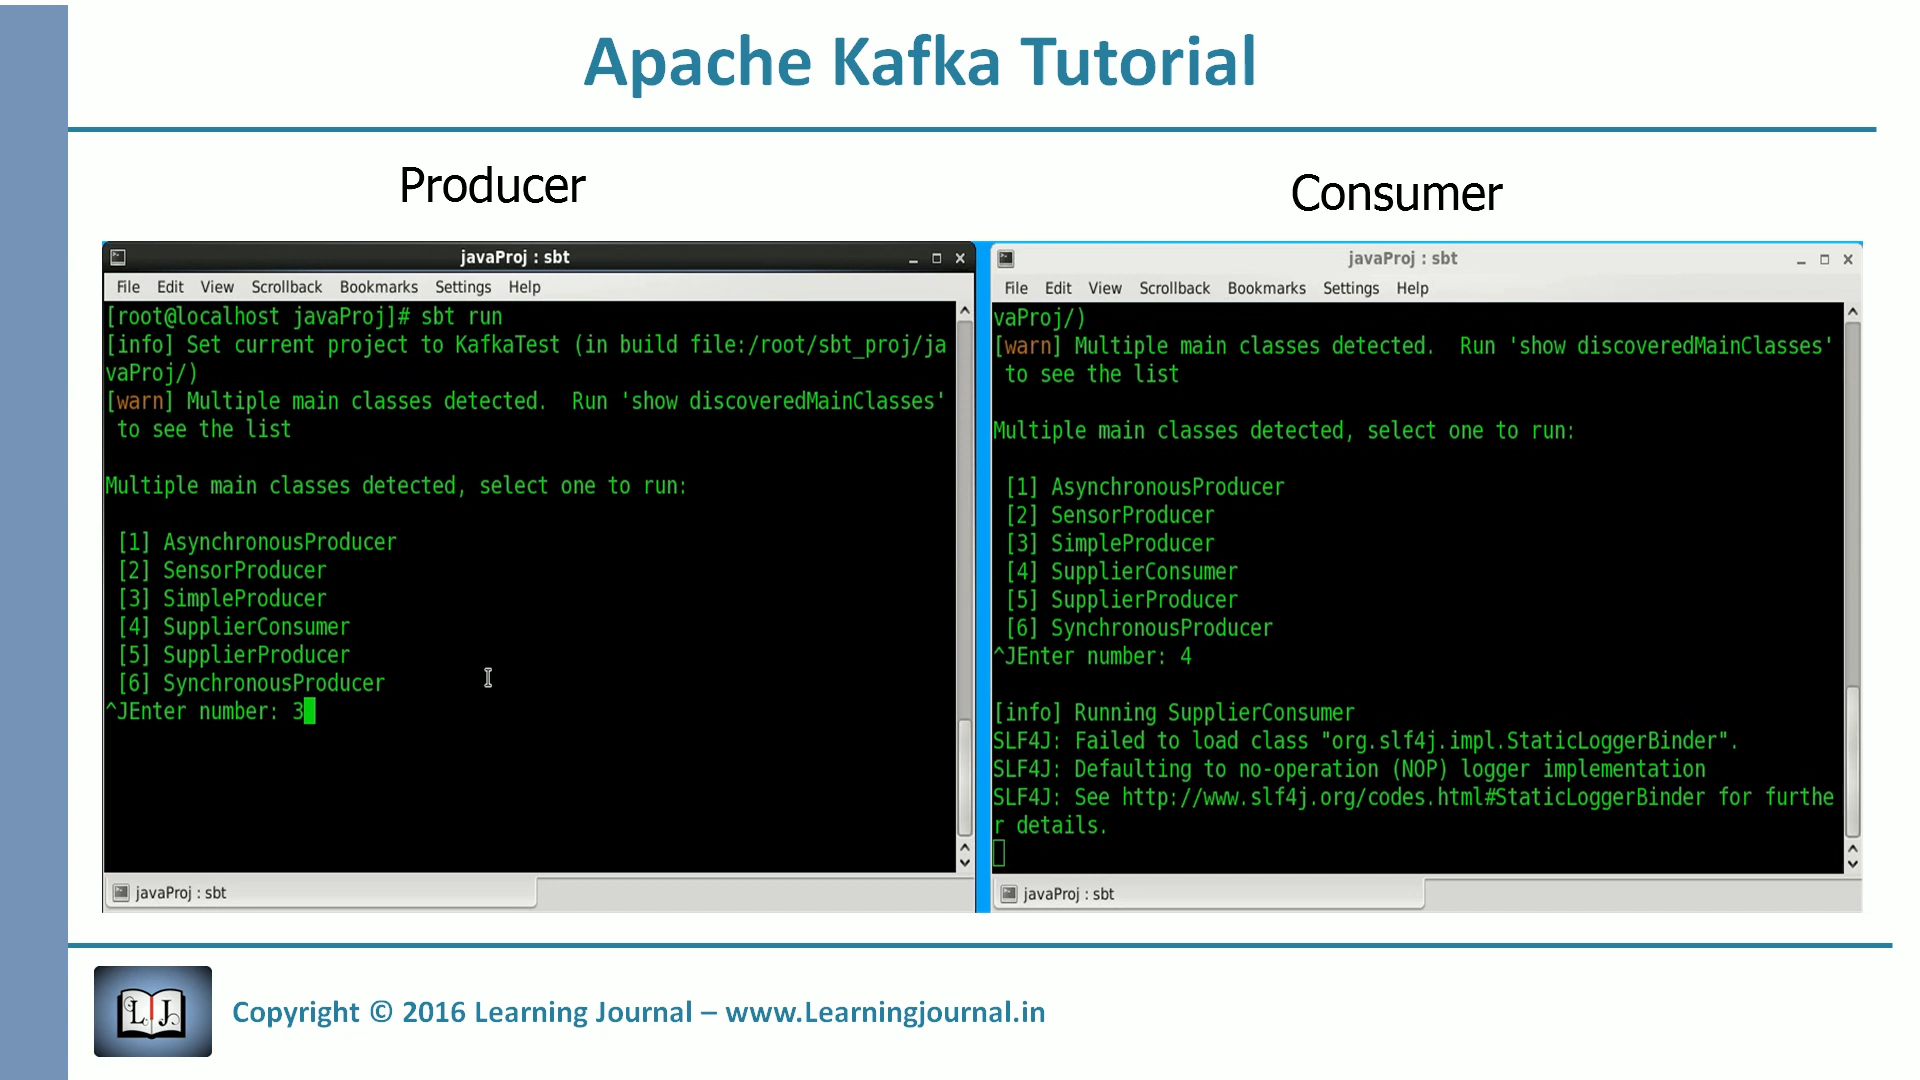 Apache Kafka Tutorial
Producer
javaProj : sbt
File Edit View Scrollback Bookmarks Settings Help
[root@localhost javaProj]# sbt run
[info] Set current project to KafkaTest (in build file:/root/sbt_proj/ja
vaProj/)
[warn] Multiple main classes detected.  Run 'show discoveredMainClasses'
 to see the list
Multiple main classes detected, select one to run:
 [1] AsynchronousProducer
 [2] SensorProducer
 [3] SimpleProducer
 [4] SupplierConsumer
 [5] SupplierProducer
 [6] SynchronousProducer
^JEnter number: 3
javaProj : sbt
Consumer
javaProj : sbt
File Edit View Scrollback Bookmarks Settings Help
vaProj/)
[warn] Multiple main classes detected.  Run 'show discoveredMainClasses'
 to see the list
Multiple main classes detected, select one to run:
 [1] AsynchronousProducer
 [2] SensorProducer
 [3] SimpleProducer
 [4] SupplierConsumer
 [5] SupplierProducer
 [6] SynchronousProducer
^JEnter number: 4
[info] Running SupplierConsumer
SLF4J: Failed to load class "org.slf4j.impl.StaticLoggerBinder".
SLF4J: Defaulting to no-operation (NOP) logger implementation
SLF4J: See http://www.slf4j.org/codes.html#StaticLoggerBinder for furthe
r details.
javaProj : sbt
LJ
Copyright © 2016 Learning Journal – www.Learningjournal.in